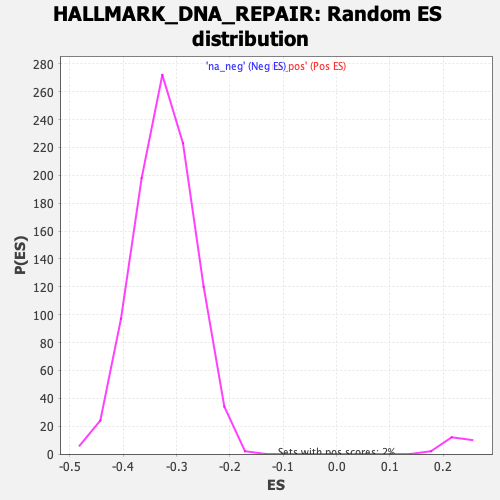 HALLMARK_DNA_REPAIR: Random ES
distribution
'na_neg' (Neg ES) pos' (Pos ES)
280
260
240
220
200
180
160
140
120
100
80
60
40
20
0
P(ES)
Sets with pos scores: 2%
-0.5 -0.4 -0.3 -0.2 -0.1 0.0 0.1 0.2
ES